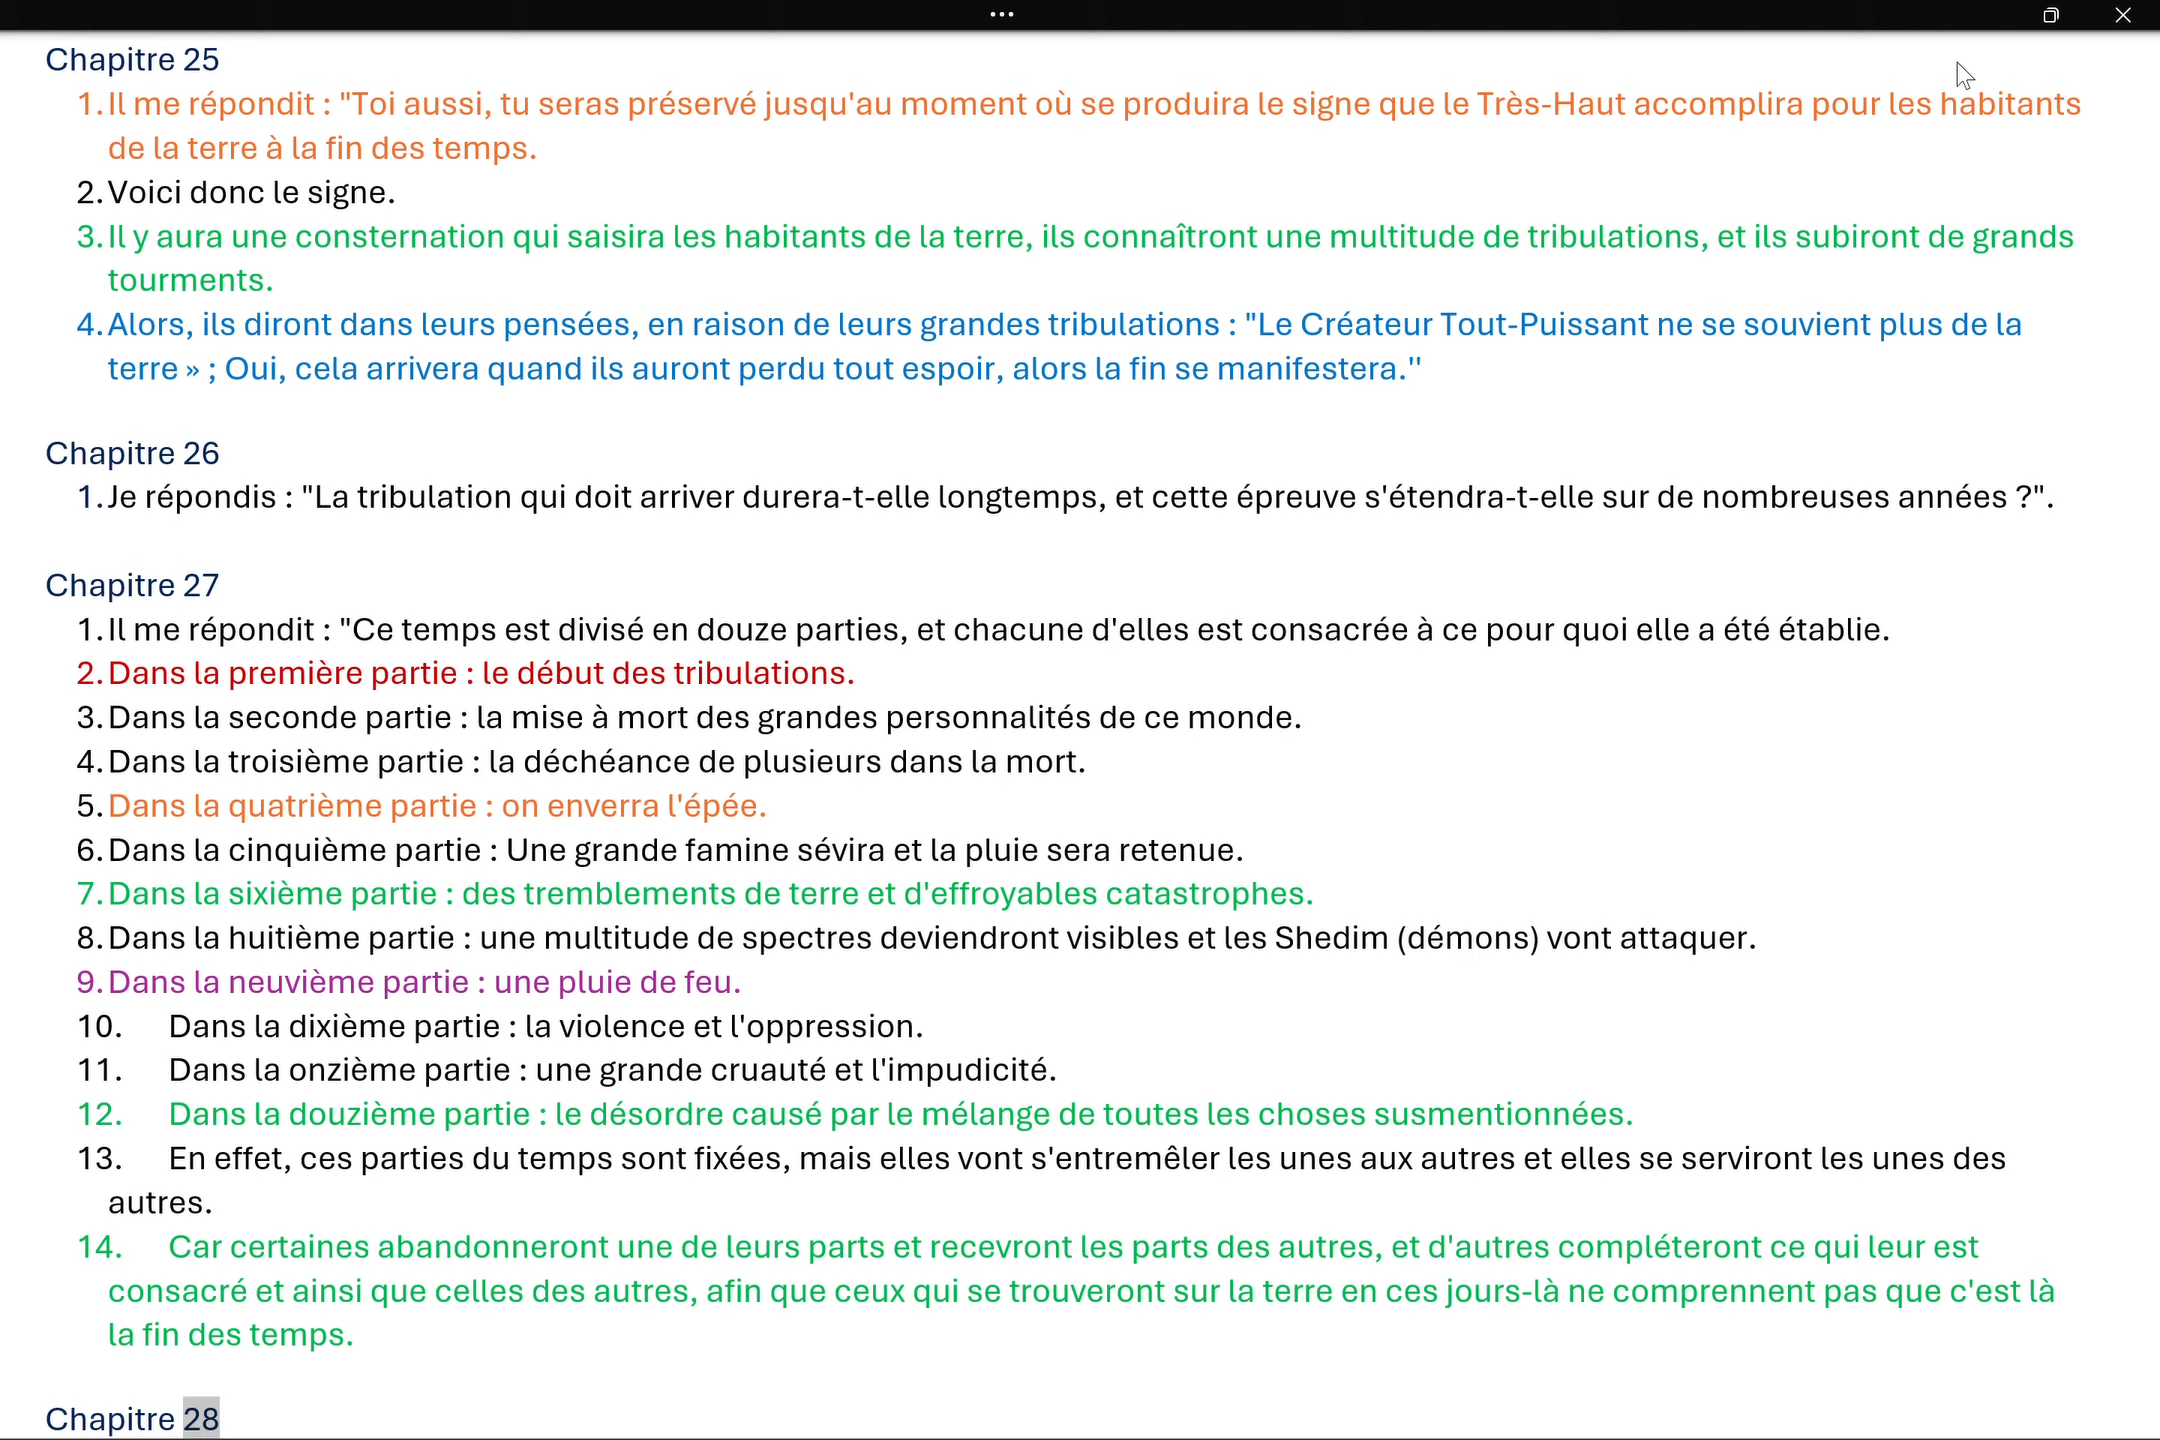 Chapitre 25
1. Il me répondit : "Toi aussi, tu seras préservé jusqu'au moment où se produira le signe que le Très-Haut accomplira pour les habitants
de la terre à la fin des temps.
2. Voici donc le signe.
3. Il y aura une consternation qui saisira les habitants de la terre, ils connaîtront une multitude de tribulations, et ils subiront de grands
tourments.
4. Alors, ils diront dans leurs pensées, en raison de leurs grandes tribulations : "Le Créateur Tout-Puissant ne se souvient plus de la
terre » ; Oui, cela arrivera quand ils auront perdu tout espoir, alors la fin se manifestera."
Chapitre 26
1. Je répondis : "La tribulation qui doit arriver durera-t-elle longtemps, et cette épreuve s'étendra-t-elle sur de nombreuses années ?".
Chapitre 27
1. Il me répondit : "Ce temps est divisé en douze parties, et chacune d'elles est consacrée à ce pour quoi elle a été établie.
2. Dans la première partie : le début des tribulations.
3. Dans la seconde partie : la mise à mort des grandes personnalités de ce monde.
4. Dans la troisième partie : la déchéance de plusieurs dans la mort.
5. Dans la quatrième partie : on enverra l'épée.
6. Dans la cinquième partie : Une grande famine sévira et la pluie sera retenue.
7. Dans la sixième partie : des tremblements de terre et d'effroyables catastrophes.
8. Dans la huitième partie : une multitude de spectres deviendront visibles et les Shedim (démons) vont attaquer.
9. Dans la neuvième partie : une pluie de feu.
10. Dans la dixième partie : la violence et l'oppression.
11. Dans la onzième partie : une grande cruauté et l'impudicité.
12. Dans la douzième partie : le désordre causé par le mélange de toutes les choses susmentionnées.
13. En effet, ces parties du temps sont fixées, mais elles vont s'entremêler les unes aux autres et elles se serviront les unes des
autres.
14. Car certaines abandonneront une de leurs parts et recevront les parts des autres, et d'autres compléteront ce qui leur est
consacré et ainsi que celles des autres, afin que ceux qui se trouveront sur la terre en ces jours-là ne comprennent pas que c'est là
la fin des temps.
Chapitre 28